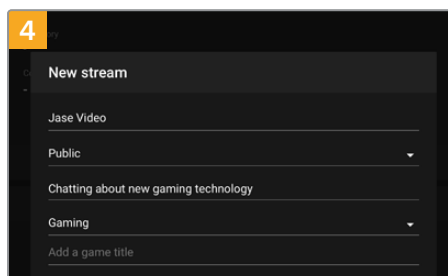 4
New stream
Jase Video
Public
Chatting about new gaming technology
Gaming
Add a game title